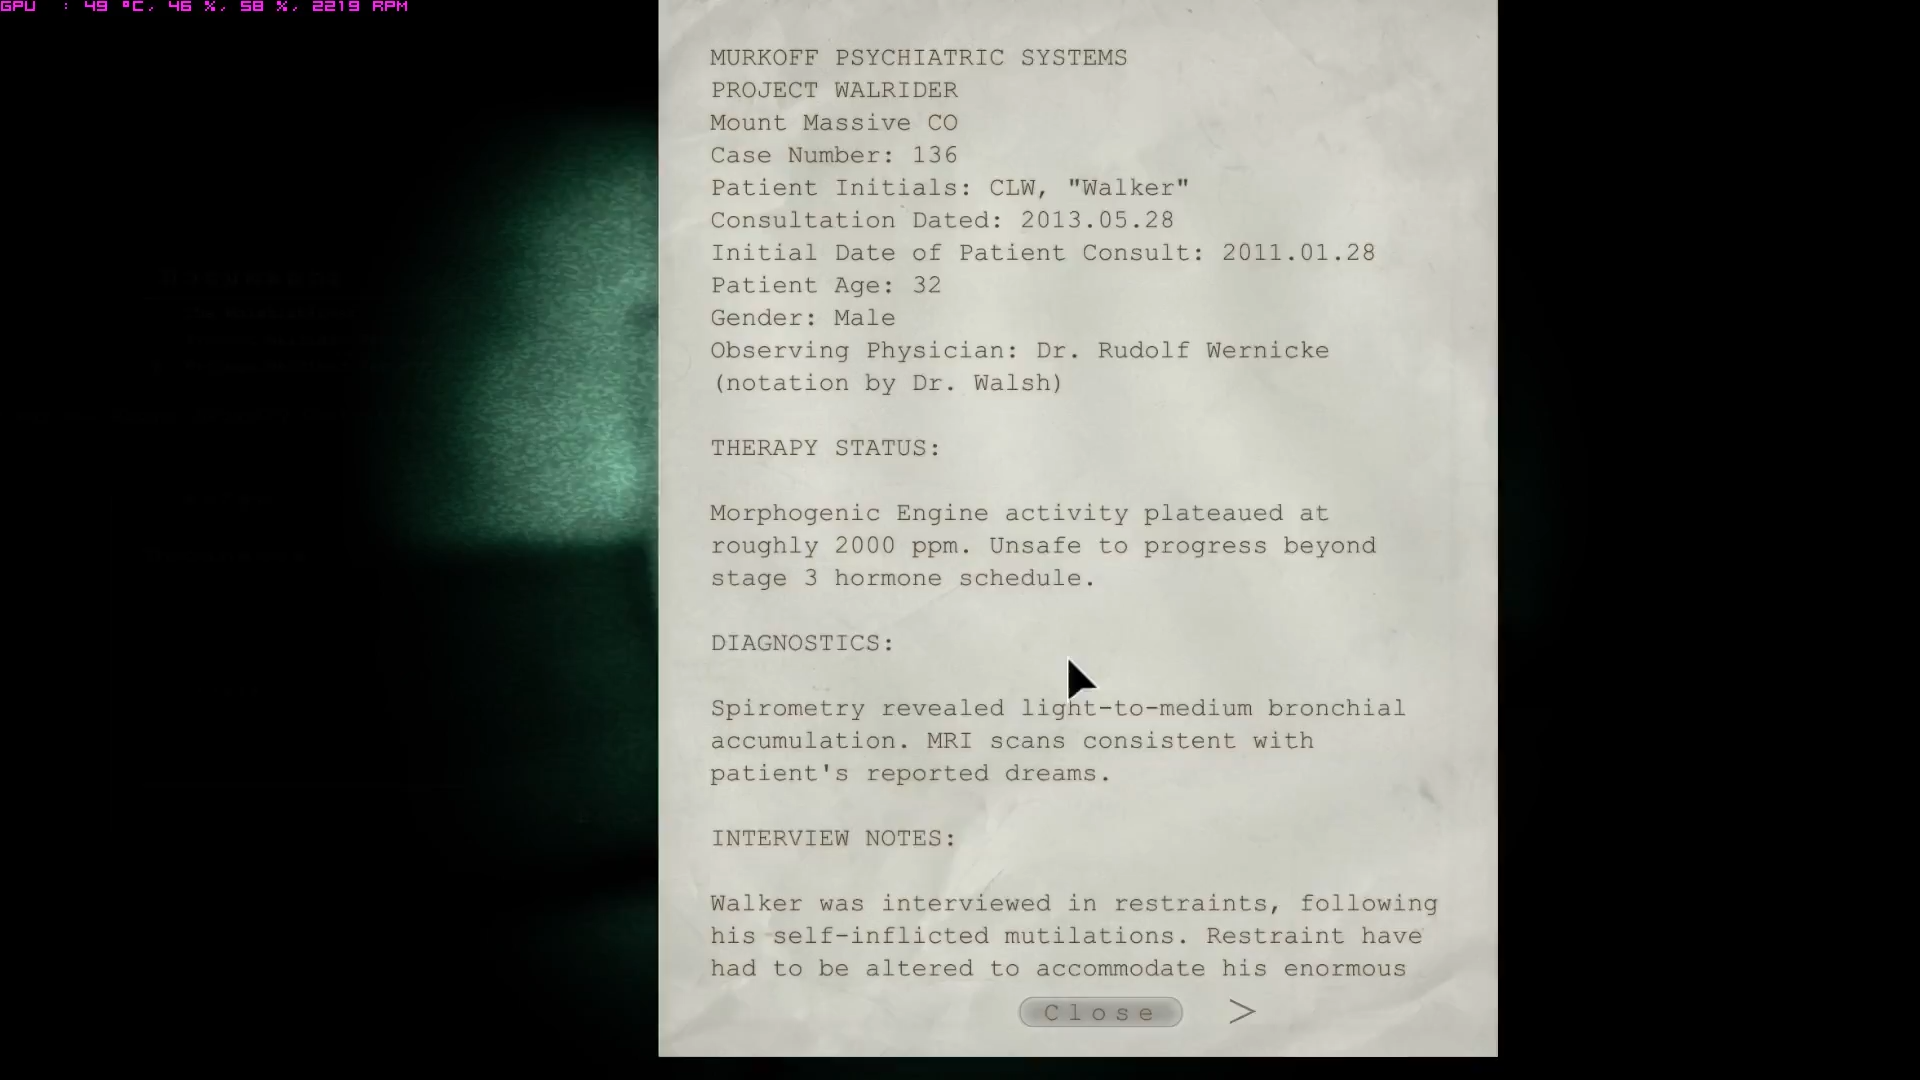 GPU : 49 °C, 46 %, 58 %, 2219 RPM
MURKOFF PSYCHIATRIC SYSTEMS
PROJECT WALRIDER
Mount Massive CO
Case Number: 136
Patient Initials: CLW, "Walker"
Consultation Dated: 2013.05.28
Initial Date of Patient Consult: 2011.01.28
Patient Age: 32
Gender: Male
Observing Physician: Dr. Rudolf Wernicke
(notation by Dr. Walsh)
THERAPY STATUS:
Morphogenic Engine activity plateaued at
roughly 2000 ppm. Unsafe to progress beyond
stage 3 hormone schedule.
DIAGNOSTICS:
Spirometry revealed light-to-medium bronchial
accumulation. MRI scans consistent with
patient's reported dreams.
INTERVIEW NOTES:
Walker was interviewed in restraints, following
his self-inflicted mutilations. Restraint have
had to be altered to accommodate his enormous
Close >